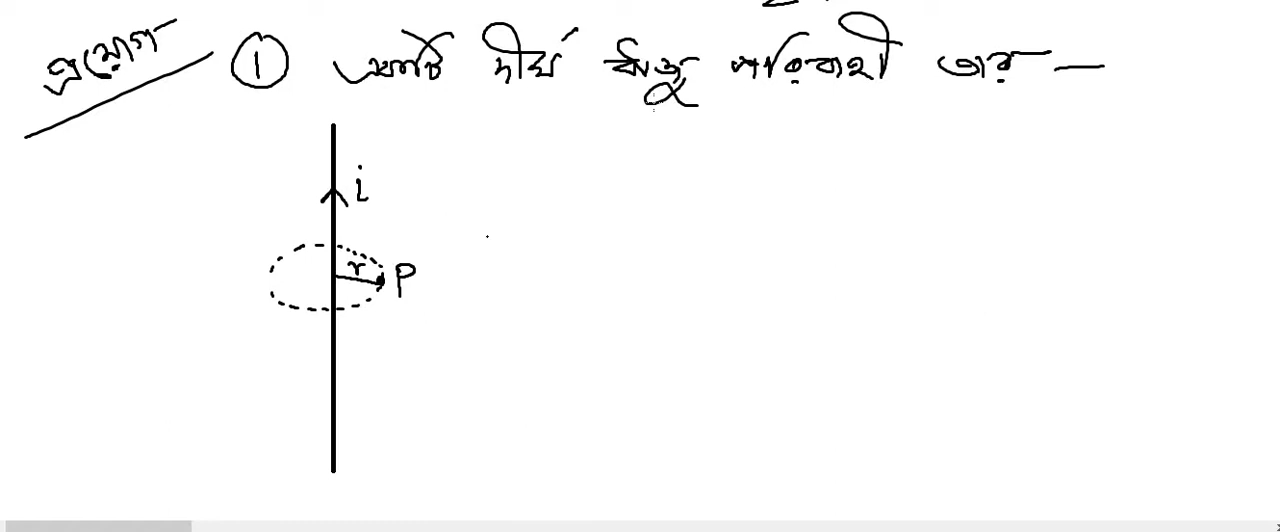 প্রয়োগ ① একটি দীর্ঘ ঋজু পরিবাহী তার —
i
r P